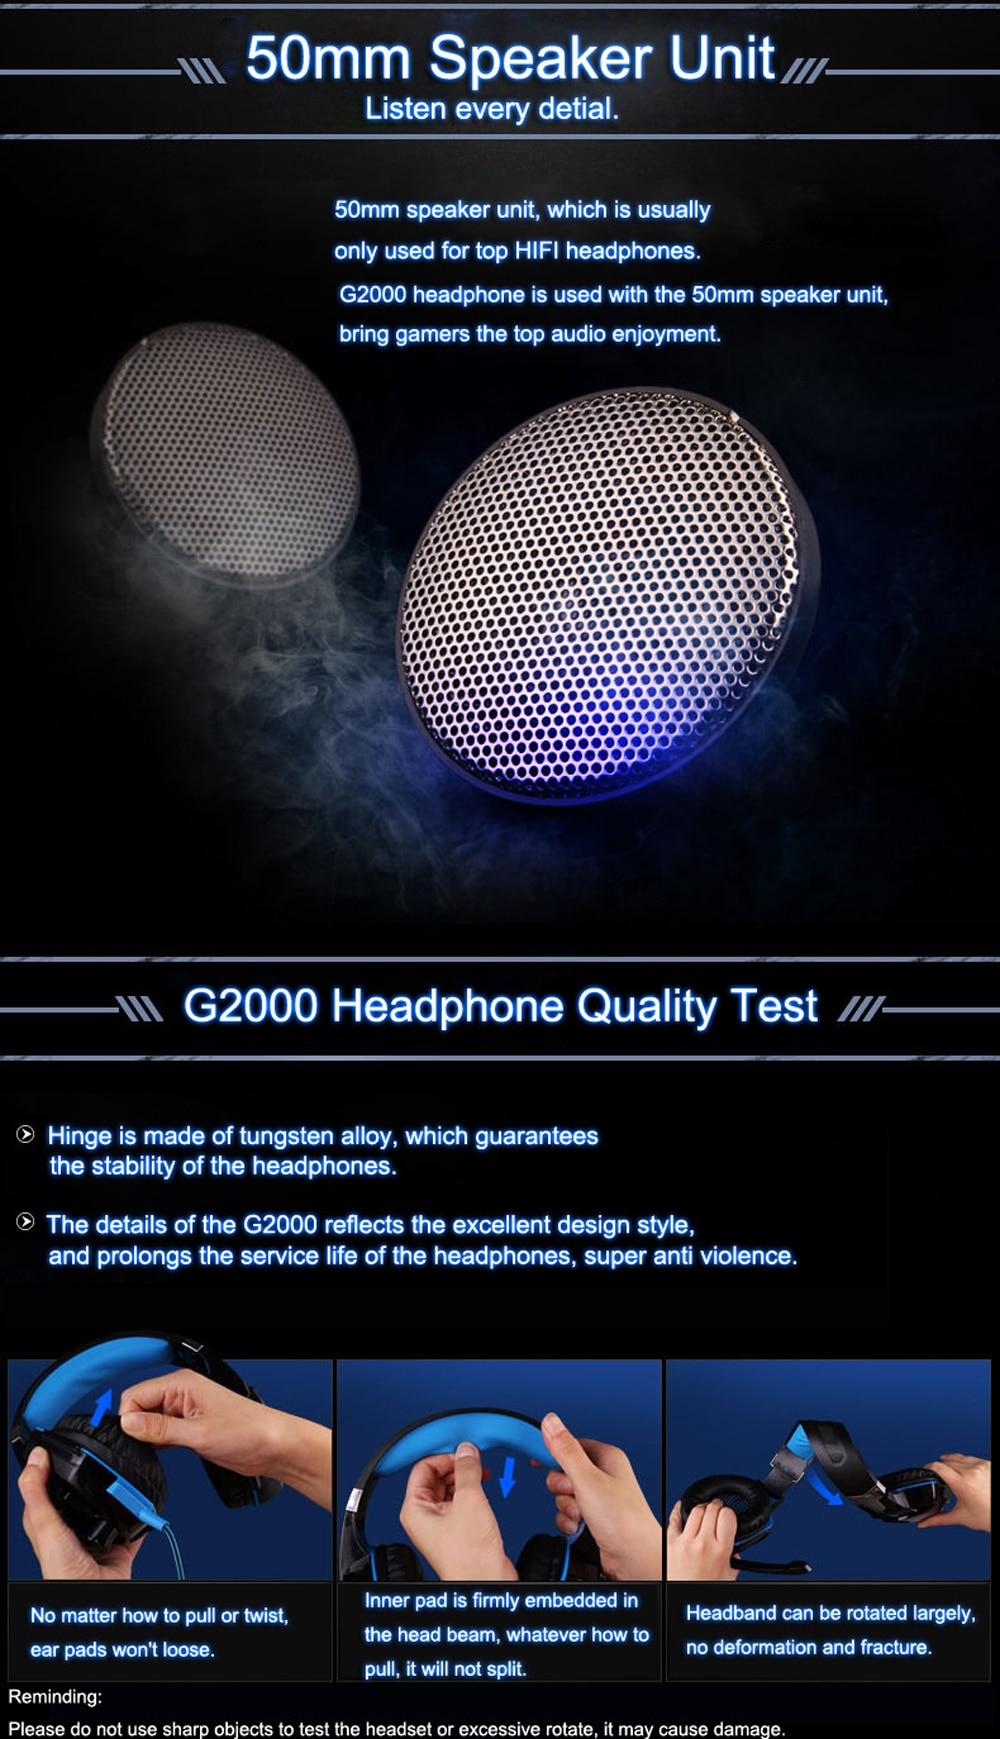 50mm Speaker Unit
Listen every detial.
50mm speaker unit, which is usually
only used for top HIFI headphones.
G2000 headphone is used with the 50mm speaker unit,
bring gamers the top audio enjoyment.
G2000 Headphone Quality Test
Hinge is made of tungsten alloy, which guarantees
the stability of the headphones.
The details of the G2000 reflects the excellent design style,
and prolongs the service life of the headphones, super anti violence.
No matter how to pull or twist,
ear pads won't loose.
Inner pad is firmly embedded in
the head beam, whatever how to
pull, it will not split.
Headband can be rotated largely,
no deformation and fracture.
Reminding:
Please do not use sharp objects to test the headset or excessive rotate, it may cause damage.